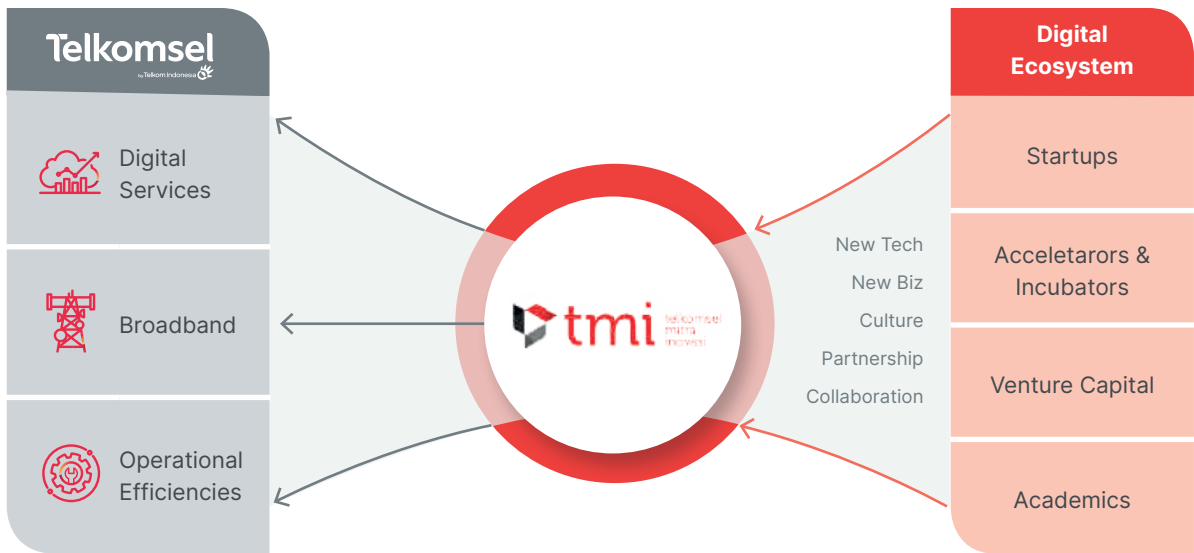 Telkomsel
by Telkom Indonesia
Digital
Services
Broadband
Operational
Efficiencies
tmi
telkomsel
mitra
inovasi
New Tech
New Biz
Culture
Partnership
Collaboration
Digital
Ecosystem
Startups
Acceletarors &
Incubators
Venture Capital
Academics